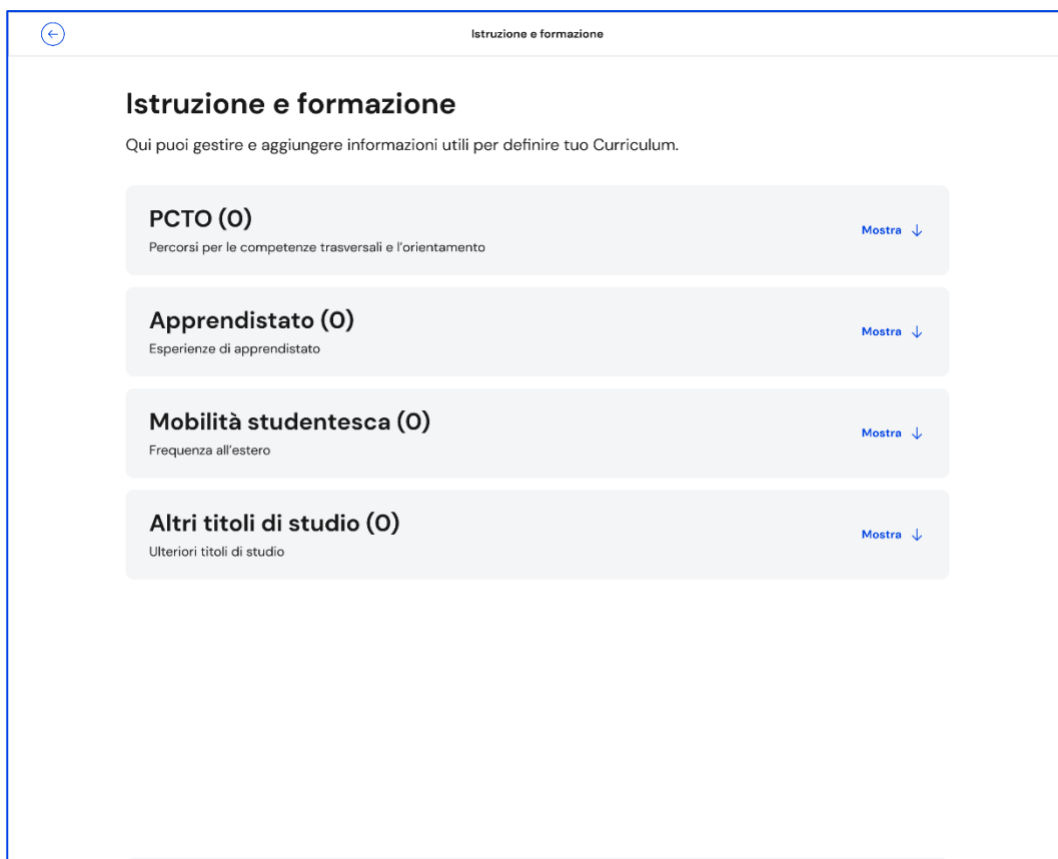 Istruzione e formazione
Istruzione e formazione
Qui puoi gestire e aggiungere informazioni utili per definire tuo Curriculum.
PCTO (0)
Percorsi per le competenze trasversali e l'orientamento
Mostra
Apprendistato (0)
Esperienze di apprendistato
Mostra
Mobilità studentesca (0)
Frequenza all'estero
Mostra
Altri titoli di studio (0)
Ulteriori titoli di studio
Mostra